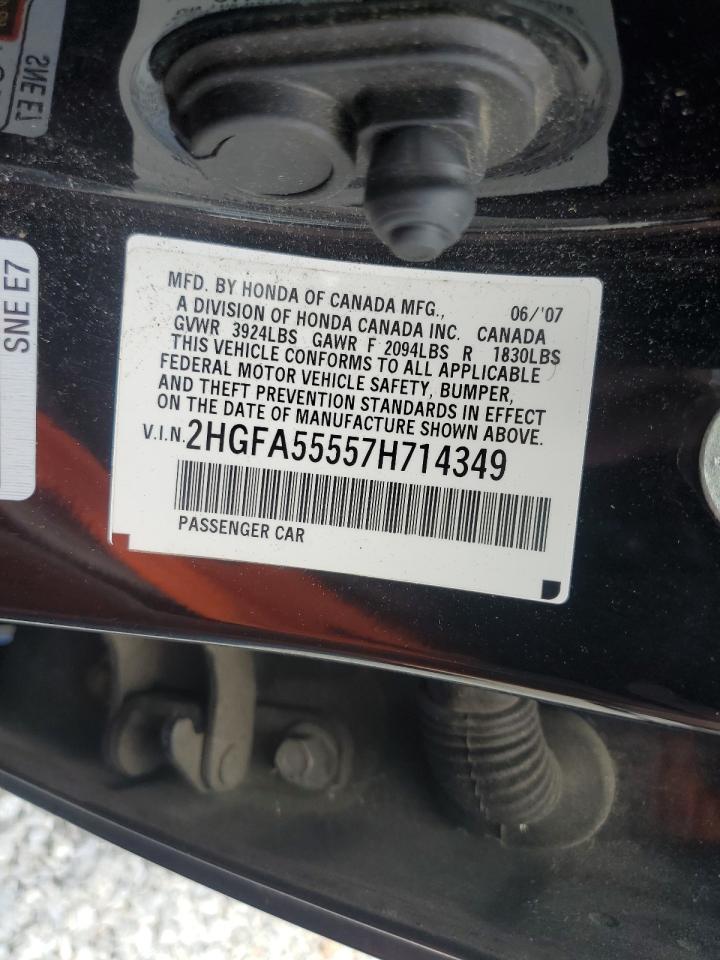 SNE E7
SNE E7
MFD. BY HONDA OF CANADA MFG., 06/'07
A DIVISION OF HONDA CANADA INC. CANADA
GVWR 3924LBS GAWR F 2094LBS R 1830LBS
THIS VEHICLE CONFORMS TO ALL APPLICABLE
FEDERAL MOTOR VEHICLE SAFETY, BUMPER,
AND THEFT PREVENTION STANDARDS IN EFFECT
ON THE DATE OF MANUFACTURE SHOWN ABOVE.
V.I.N. 2HGFA55557H714349
PASSENGER CAR